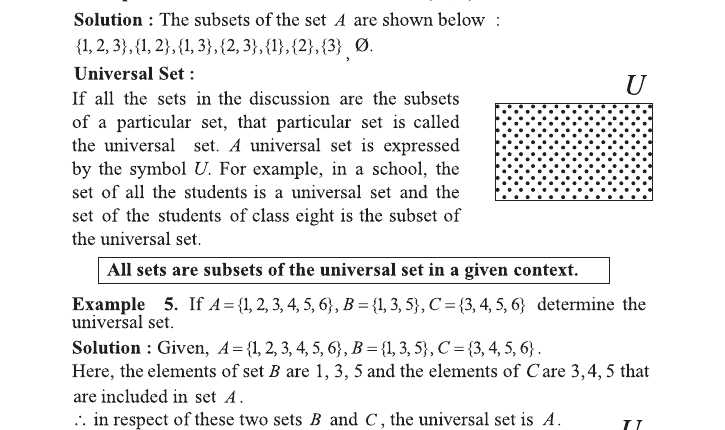 Solution : The subsets of the set A are shown below :
{1, 2, 3}, {1, 2}, {1, 3}, {2, 3}, {1}, {2}, {3} , Ø.
Universal Set :
U
If all the sets in the discussion are the subsets
of a particular set, that particular set is called
the universal set. A universal set is expressed
by the symbol U. For example, in a school, the
set of all the students is a universal set and the
set of the students of class eight is the subset of
the universal set.
All sets are subsets of the universal set in a given context.
Example 5. If A = {1, 2, 3, 4, 5, 6}, B = {1, 3, 5}, C = {3, 4, 5, 6} determine the
universal set.
Solution : Given, A = {1, 2, 3, 4, 5, 6}, B = {1, 3, 5}, C = {3, 4, 5, 6} .
Here, the elements of set B are 1, 3, 5 and the elements of C are 3, 4, 5 that
are included in set A .
∴ in respect of these two sets B and C , the universal set is A .
U